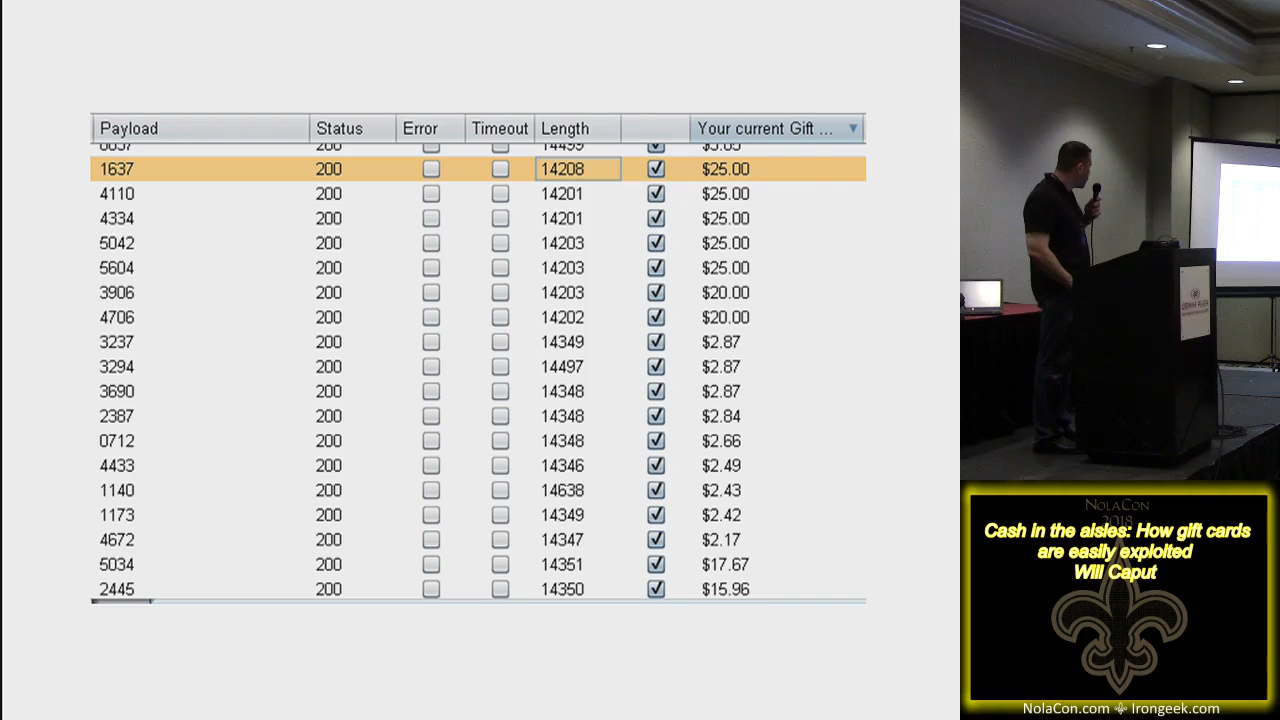 Payload Status Error Timeout Length Your current Gift ...
1637 200 14208 $25.00
4110 200 14201 $25.00
4334 200 14201 $25.00
5042 200 14203 $25.00
5604 200 14203 $25.00
3906 200 14203 $20.00
4706 200 14202 $20.00
3237 200 14349 $2.87
3294 200 14497 $2.87
3690 200 14348 $2.87
2387 200 14348 $2.84
0712 200 14348 $2.66
4433 200 14346 $2.49
1140 200 14638 $2.43
1173 200 14349 $2.42
4672 200 14347 $2.17
5034 200 14351 $17.67
2445 200 14350 $15.96
NolaCon
2018
Cash in the aisles: How gift cards
are easily exploited
Will Caput
NolaCon.com Irongeek.com